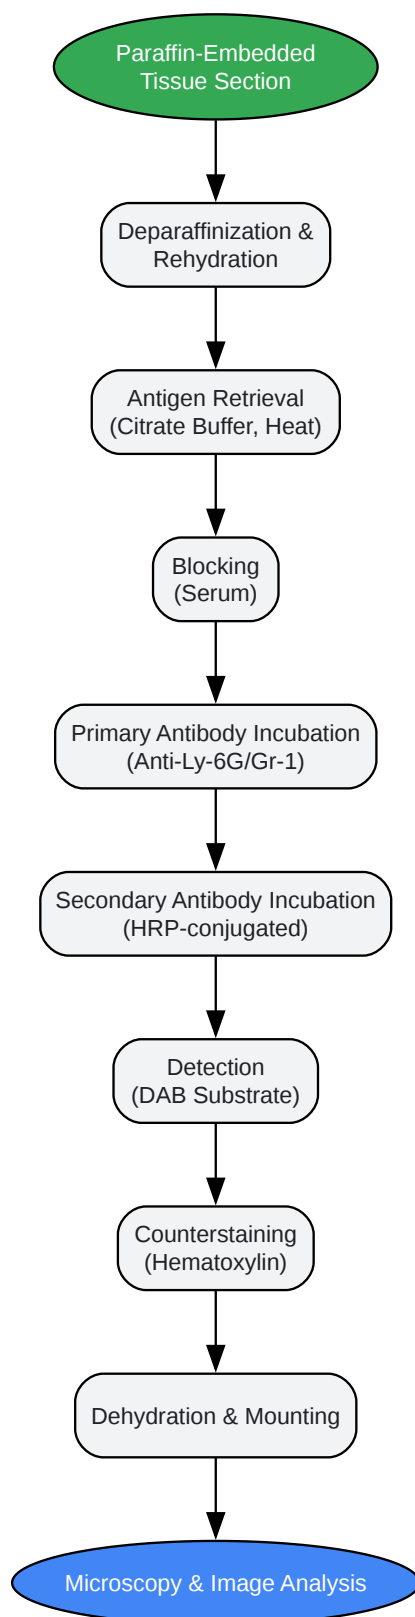 Paraffin-Embedded
Tissue Section
Deparaffinization &
Rehydration
Antigen Retrieval
(Citrate Buffer, Heat)
Blocking
(Serum)
Primary Antibody Incubation
(Anti-Ly-6G/Gr-1)
Secondary Antibody Incubation
(HRP-conjugated)
Detection
(DAB Substrate)
Counterstaining
(Hematoxylin)
Dehydration & Mounting
Microscopy & Image Analysis